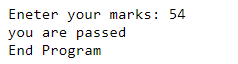 Eneter your marks: 54
you are passed
End Program